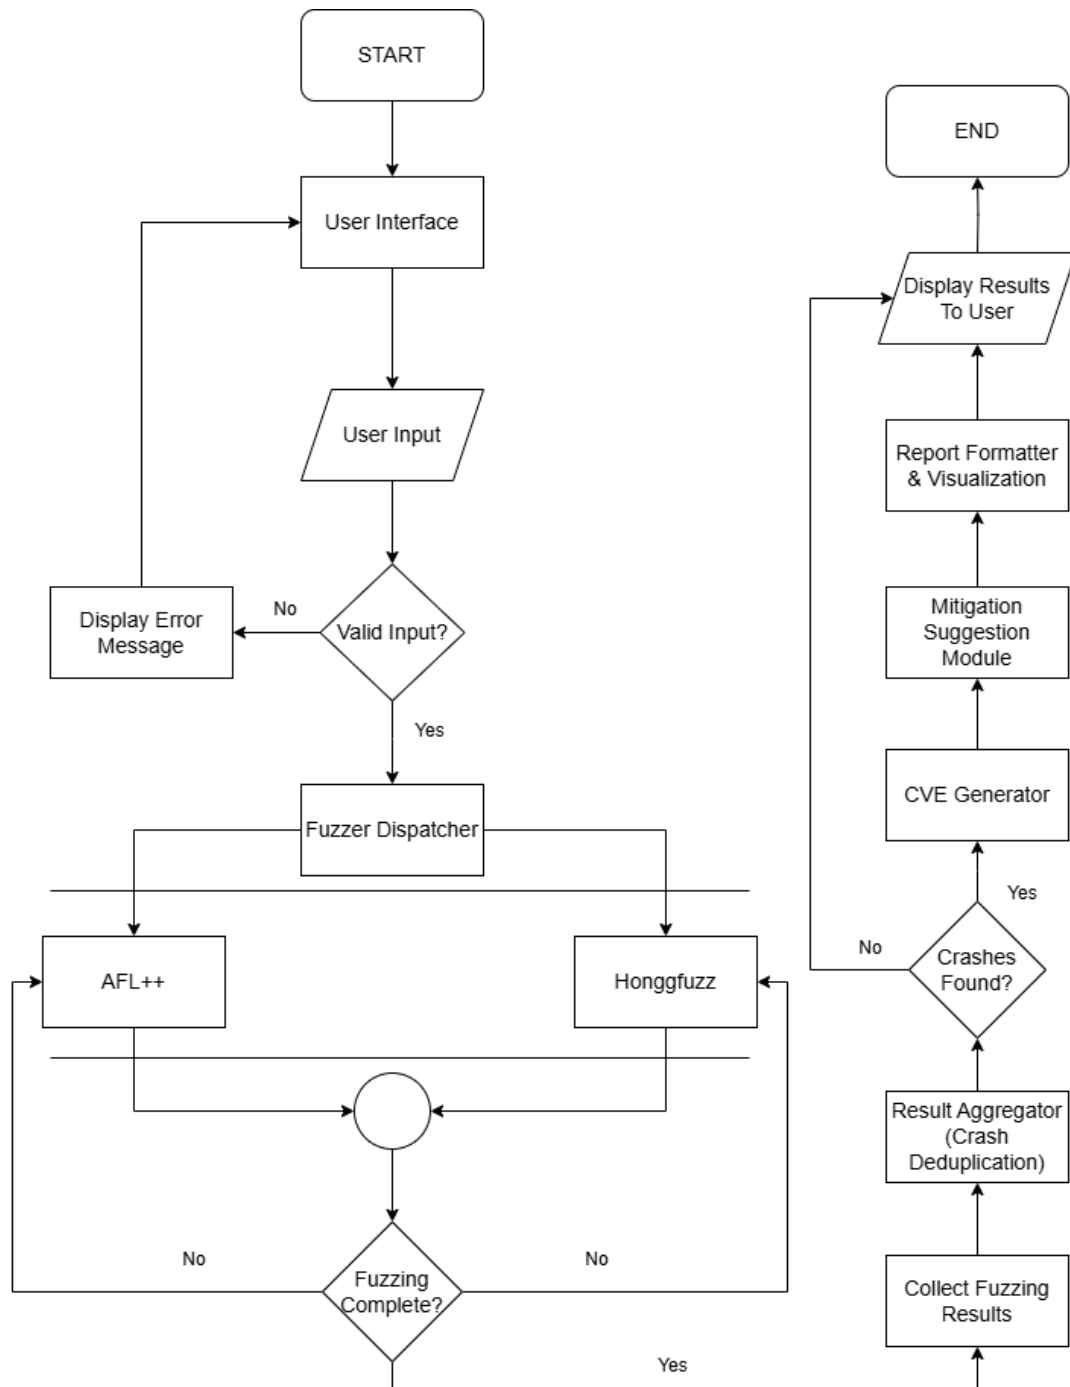 START
User Interface
User Input
Valid Input?
No
Display Error
Message
Yes
Fuzzer Dispatcher
AFL++
Honggfuzz
Fuzzing
Complete?
No
No
Yes
Collect Fuzzing
Results
Result Aggregator
(Crash
Deduplication)
Crashes
Found?
No
Yes
CVE Generator
Mitigation
Suggestion
Module
Report Formatter
& Visualization
Display Results
To User
END